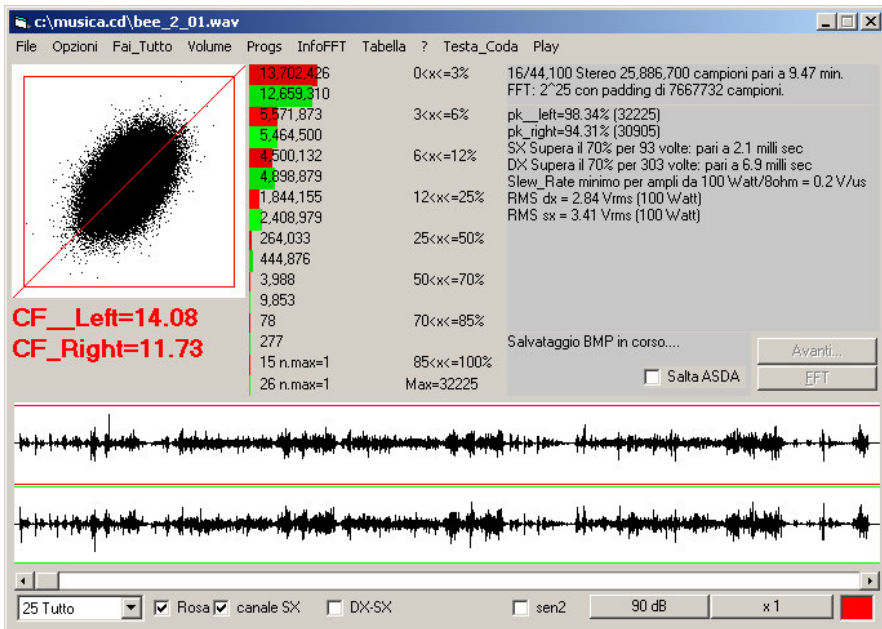 c:\musica.cd\bee_2_01.wav
File Opzioni Fai_Tutto Volume Progs InfoFFT Tabella ? Testa_Coda Play
13,702,426 0<x<=3%
12,659,310
5,571,873 3<x<=6%
5,464,500
4,500,132 6<x<=12%
4,898,879
1,844,155 12<x<=25%
2,408,979
264,033 25<x<=50%
444,876
3,988 50<x<=70%
9,853
78 70<x<=85%
277
15 n.max=1 85<x<=100%
26 n.max=1 Max=32225
CF__Left=14.08
CF_Right=11.73
16/44,100 Stereo 25,886,700 campioni pari a 9.47 min.
FFT: 2^25 con padding di 7667732 campioni.
pk__left=98.34% (32225)
pk_right=94.31% (30905)
SX Supera il 70% per 93 volte: pari a 2.1 milli sec
DX Supera il 70% per 303 volte: pari a 6.9 milli sec
Slew_Rate minimo per ampli da 100 Watt/8ohm = 0.2 V/us
RMS dx = 2.84 Vrms (100 Watt)
RMS sx = 3.41 Vrms (100 Watt)
Salvataggio BMP in corso....
Avanti...
Salta ASDA
FFT
25 Tutto Rosa canale SX DX-SX sen2 90 dB x 1